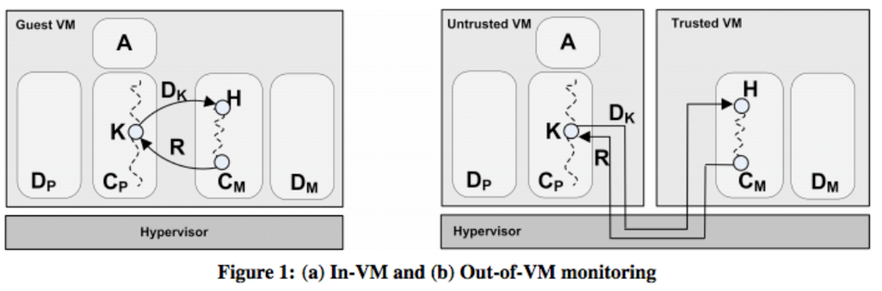 Guest VM
A
D_K
H
K
R
D_P
C_P
C_M
D_M
Hypervisor
Untrusted VM
Trusted VM
A
H
D_K
K
R
D_P
C_P
C_M
D_M
Hypervisor
Figure 1: (a) In-VM and (b) Out-of-VM monitoring